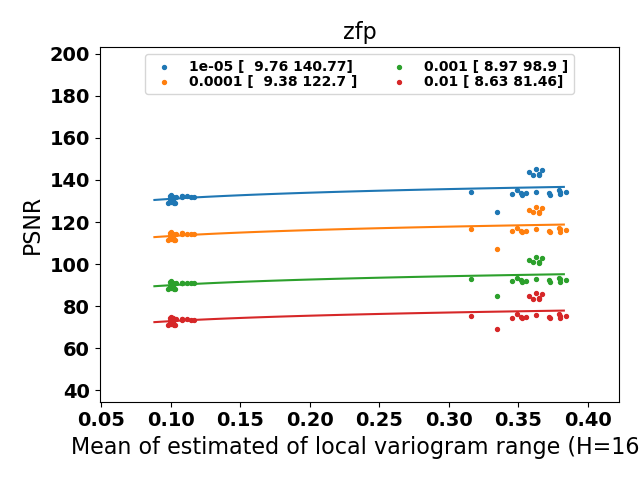 zfp
1e-05 [  9.76 140.77]
0.0001 [  9.38 122.7 ]
0.001 [ 8.97 98.9 ]
0.01 [ 8.63 81.46]
200
180
160
140
120
100
80
60
40
PSNR
0.05 0.10 0.15 0.20 0.25 0.30 0.35 0.40
Mean of estimated of local variogram range (H=16